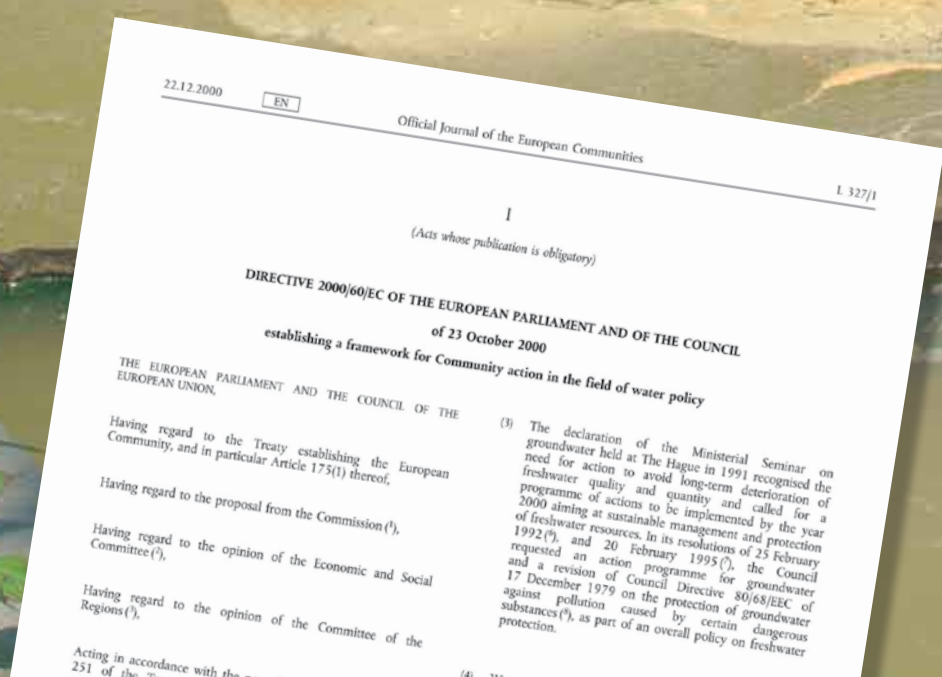 22.12.2000 EN Official Journal of the European Communities L 327/1
I
(Acts whose publication is obligatory)
DIRECTIVE 2000/60/EC OF THE EUROPEAN PARLIAMENT AND OF THE COUNCIL
of 23 October 2000
establishing a framework for Community action in the field of water policy
THE EUROPEAN PARLIAMENT AND THE COUNCIL OF THE
EUROPEAN UNION,
Having regard to the Treaty establishing the European
Community, and in particular Article 175(1) thereof,
Having regard to the proposal from the Commission (¹),
Having regard to the opinion of the Economic and Social
Committee (²),
Having regard to the opinion of the Committee of the
Regions (³),
Acting in accordance with the
251 of the
(3) The declaration of the Ministerial Seminar on
groundwater held at The Hague in 1991 recognised the
need for action to avoid long-term deterioration of
freshwater quality and quantity and called for a
programme of actions to be implemented by the year
2000 aiming at sustainable management and protection
of freshwater resources. In its resolutions of 25 February
1992 (⁶), and 20 February 1995 (⁷), the Council
requested an action programme for groundwater
and a revision of Council Directive 80/68/EEC of
17 December 1979 on the protection of groundwater
against pollution caused by certain dangerous
substances (⁸), as part of an overall policy on freshwater
protection.
(4)